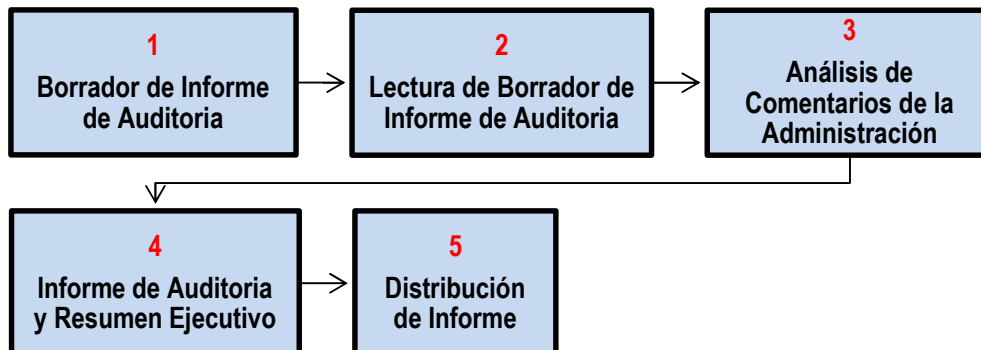 1
Borrador de Informe
de Auditoria
2
Lectura de Borrador de
Informe de Auditoria
3
Análisis de
Comentarios de la
Administración
4
Informe de Auditoria
y Resumen Ejecutivo
5
Distribución
de Informe